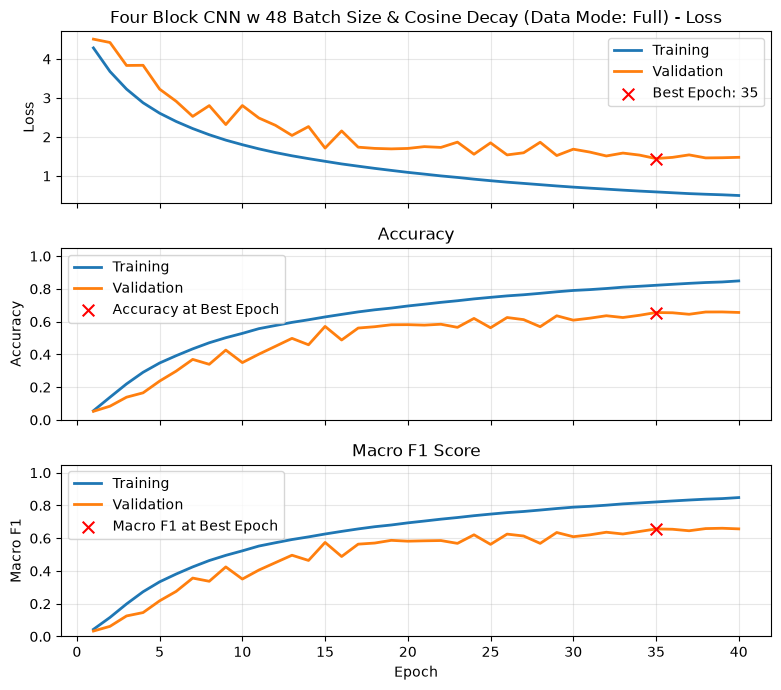 Four Block CNN w 48 Batch Size & Cosine Decay (Data Mode: Full) - Loss
4
3
2
1
Loss
Training
Validation
Best Epoch: 35
Accuracy
1.0
0.8
0.6
0.4
0.2
0.0
Accuracy
Training
Validation
Accuracy at Best Epoch
Macro F1 Score
1.0
0.8
0.6
0.4
0.2
0.0
Macro F1
Training
Validation
Macro F1 at Best Epoch
0 5 10 15 20 25 30 35 40
Epoch